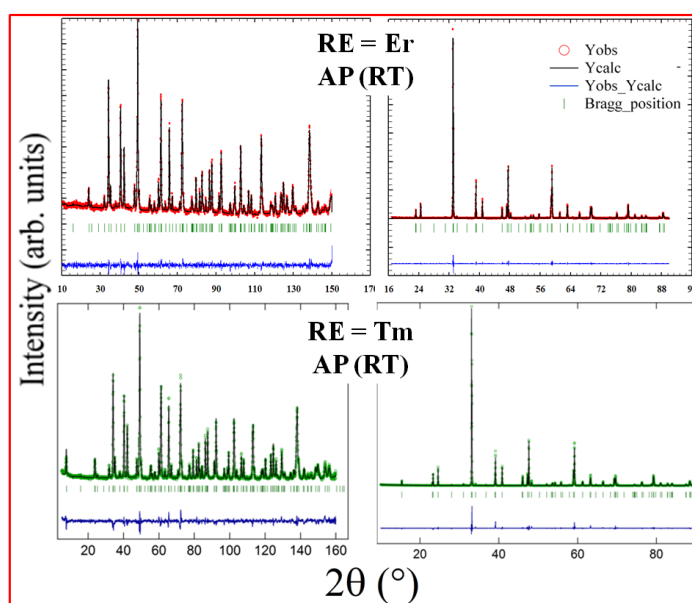 RE = Er
AP (RT)
Yobs
Ycalc
Yobs_Ycalc
Bragg_position
10 30 50 70 90 110 130 150 170
16 24 32 40 48 56 64 72 80 88
Intensity (arb. units)
RE = Tm
AP (RT)
20 40 60 80 100 120 140 160
20 40 60 80
2θ (°)